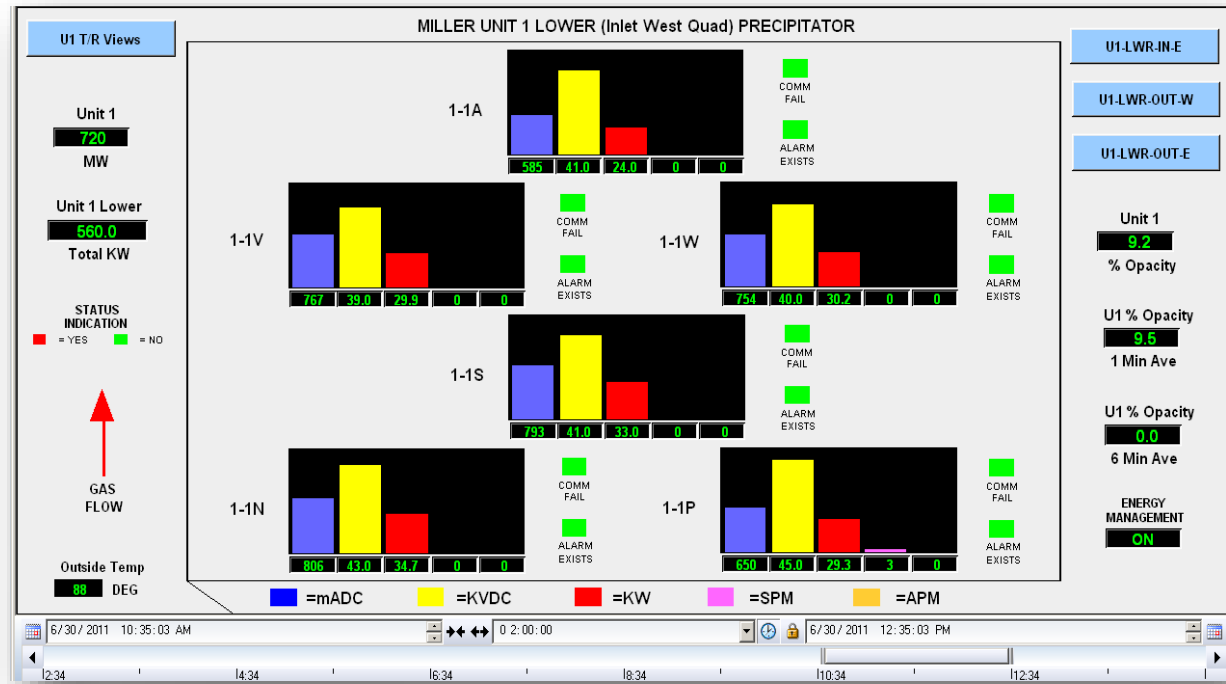 MILLER UNIT 1 LOWER (Inlet West Quad) PRECIPITATOR
U1 T/R Views
Unit 1
720
MW
Unit 1 Lower
560.0
Total KW
STATUS
INDICATION
= YES = NO
GAS
FLOW
Outside Temp
88 DEG
1-1A
585 41.0 24.0 0 0
COMM
FAIL
ALARM
EXISTS
1-1V
767 39.0 29.9 0 0
COMM
FAIL
ALARM
EXISTS
1-1W
754 40.0 30.2 0 0
COMM
FAIL
ALARM
EXISTS
1-1S
793 41.0 33.0 0 0
COMM
FAIL
ALARM
EXISTS
1-1N
806 43.0 34.7 0 0
COMM
FAIL
ALARM
EXISTS
1-1P
650 45.0 29.3 3 0
COMM
FAIL
ALARM
EXISTS
=mADC =KVDC =KW =SPM =APM
U1-LWR-IN-E
U1-LWR-OUT-W
U1-LWR-OUT-E
Unit 1
9.2
% Opacity
U1 % Opacity
9.5
1 Min Ave
U1 % Opacity
0.0
6 Min Ave
ENERGY
MANAGEMENT
ON
6/30/2011 10:35:03 AM 0 2:00:00 6/30/2011 12:35:03 PM
2:34 4:34 6:34 8:34 10:34 12:34